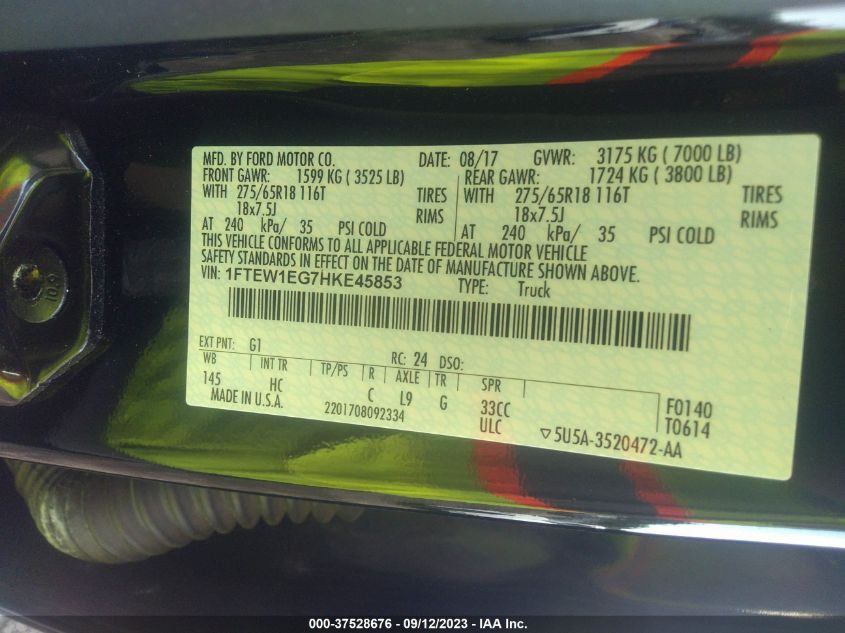 MFD. BY FORD MOTOR CO. DATE: 08/17 GVWR: 3175 KG ( 7000 LB)
FRONT GAWR: 1599 KG ( 3525 LB) REAR GAWR: 1724 KG ( 3800 LB)
WITH 275/65R18 116T TIRES WITH 275/65R18 116T TIRES
18x7.5J RIMS 18x7.5J RIMS
AT 240 kPa/ 35 PSI COLD AT 240 kPa/ 35 PSI COLD
THIS VEHICLE CONFORMS TO ALL APPLICABLE FEDERAL MOTOR VEHICLE
SAFETY STANDARDS IN EFFECT ON THE DATE OF MANUFACTURE SHOWN ABOVE.
VIN: 1FTEW1EG7HKE45853 TYPE: Truck
EXT PNT: G1 RC: 24 DSO:
WB INT TR TP/PS R AXLE TR SPR
145 HC C L9 G 33CC F0140
MADE IN U.S.A. 2201708092334 ULC T0614
▽5U5A-3520472-AA
10.9
000-37528676 - 09/12/2023 - IAA Inc.